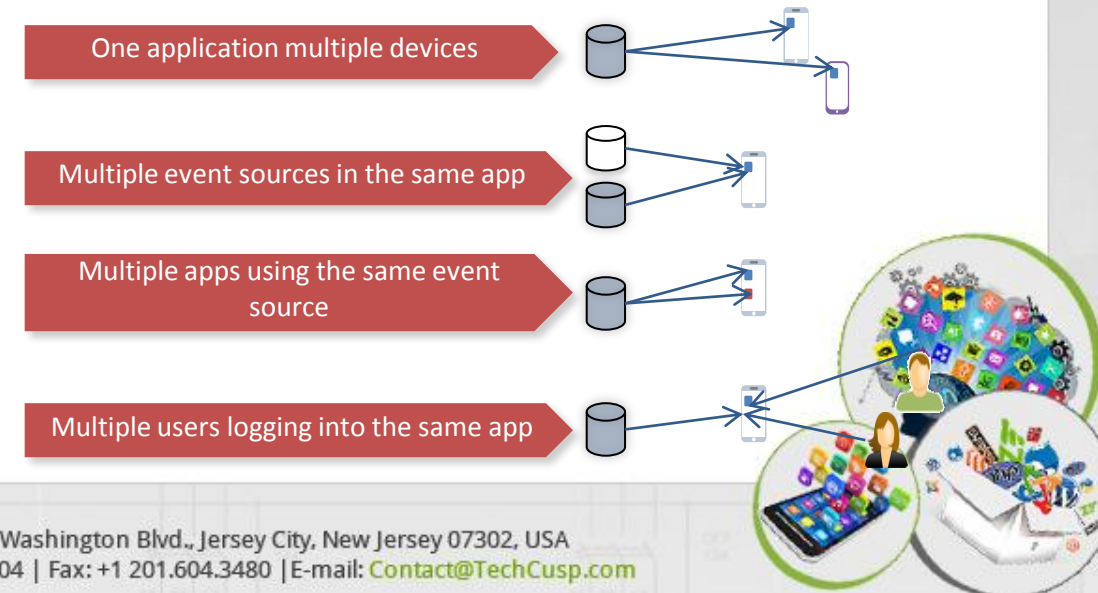 One application multiple devices
Multiple event sources in the same app
Multiple apps using the same event
source
Multiple users logging into the same app
Washington Blvd., Jersey City, New Jersey 07302, USA
04 | Fax: +1 201.604.3480 |E-mail: Contact@TechCusp.com